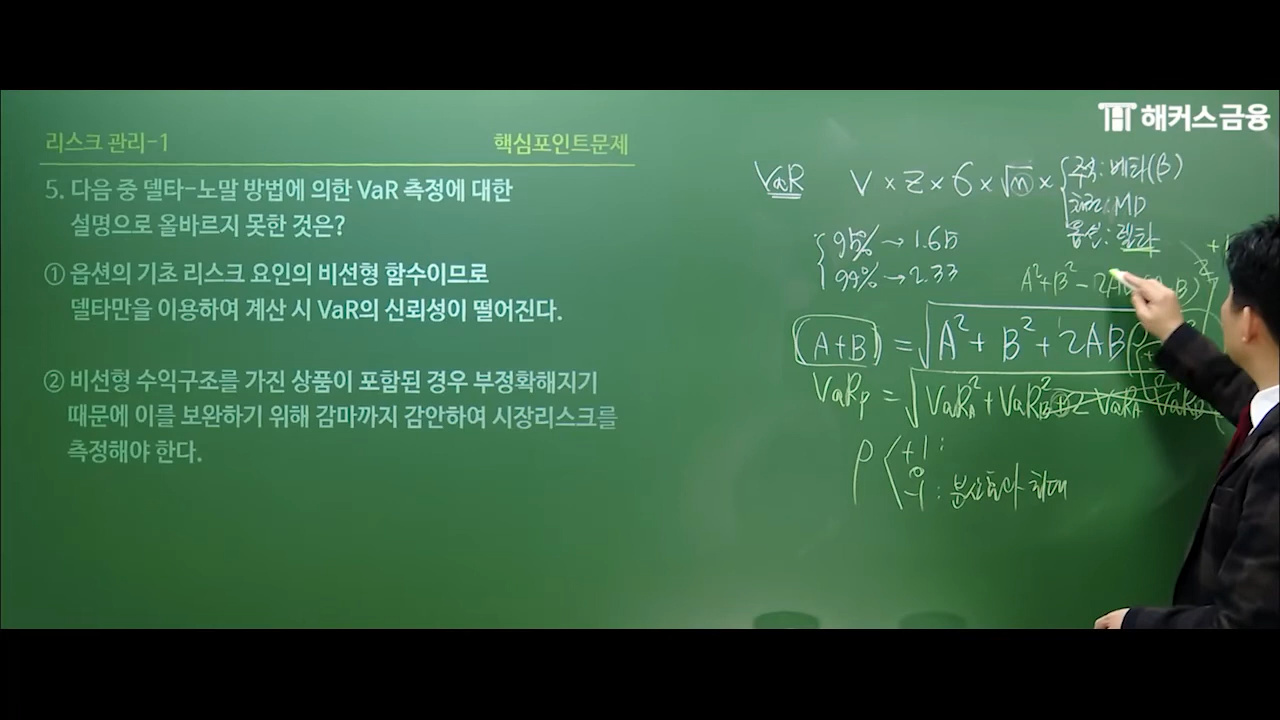 해커스금융
리스크 관리-1
핵심포인트문제
5. 다음 중 델타-노말 방법에 의한 VaR 측정에 대한
설명으로 올바르지 못한 것은?
① 옵션의 기초 리스크 요인의 비선형 함수이므로
델타만을 이용하여 계산 시 VaR의 신뢰성이 떨어진다.
② 비선형 수익구조를 가진 상품이 포함된 경우 부정확해지기
때문에 이를 보완하기 위해 감마까지 감안하여 시장리스크를
측정해야 한다.
VaR V × Z × σ × √n ×
주식: 베타(β)
채권: MD
옵션: 델타
95% → 1.65
99% → 2.33
A² + B² - 2AB
(A+B) = √A² + B² + 2AB
VaRp = √VaR_A² + VaR_B² + 2 VaR_A VaR_B
ρ
+1 :
0
-1 : 분산효과 최대